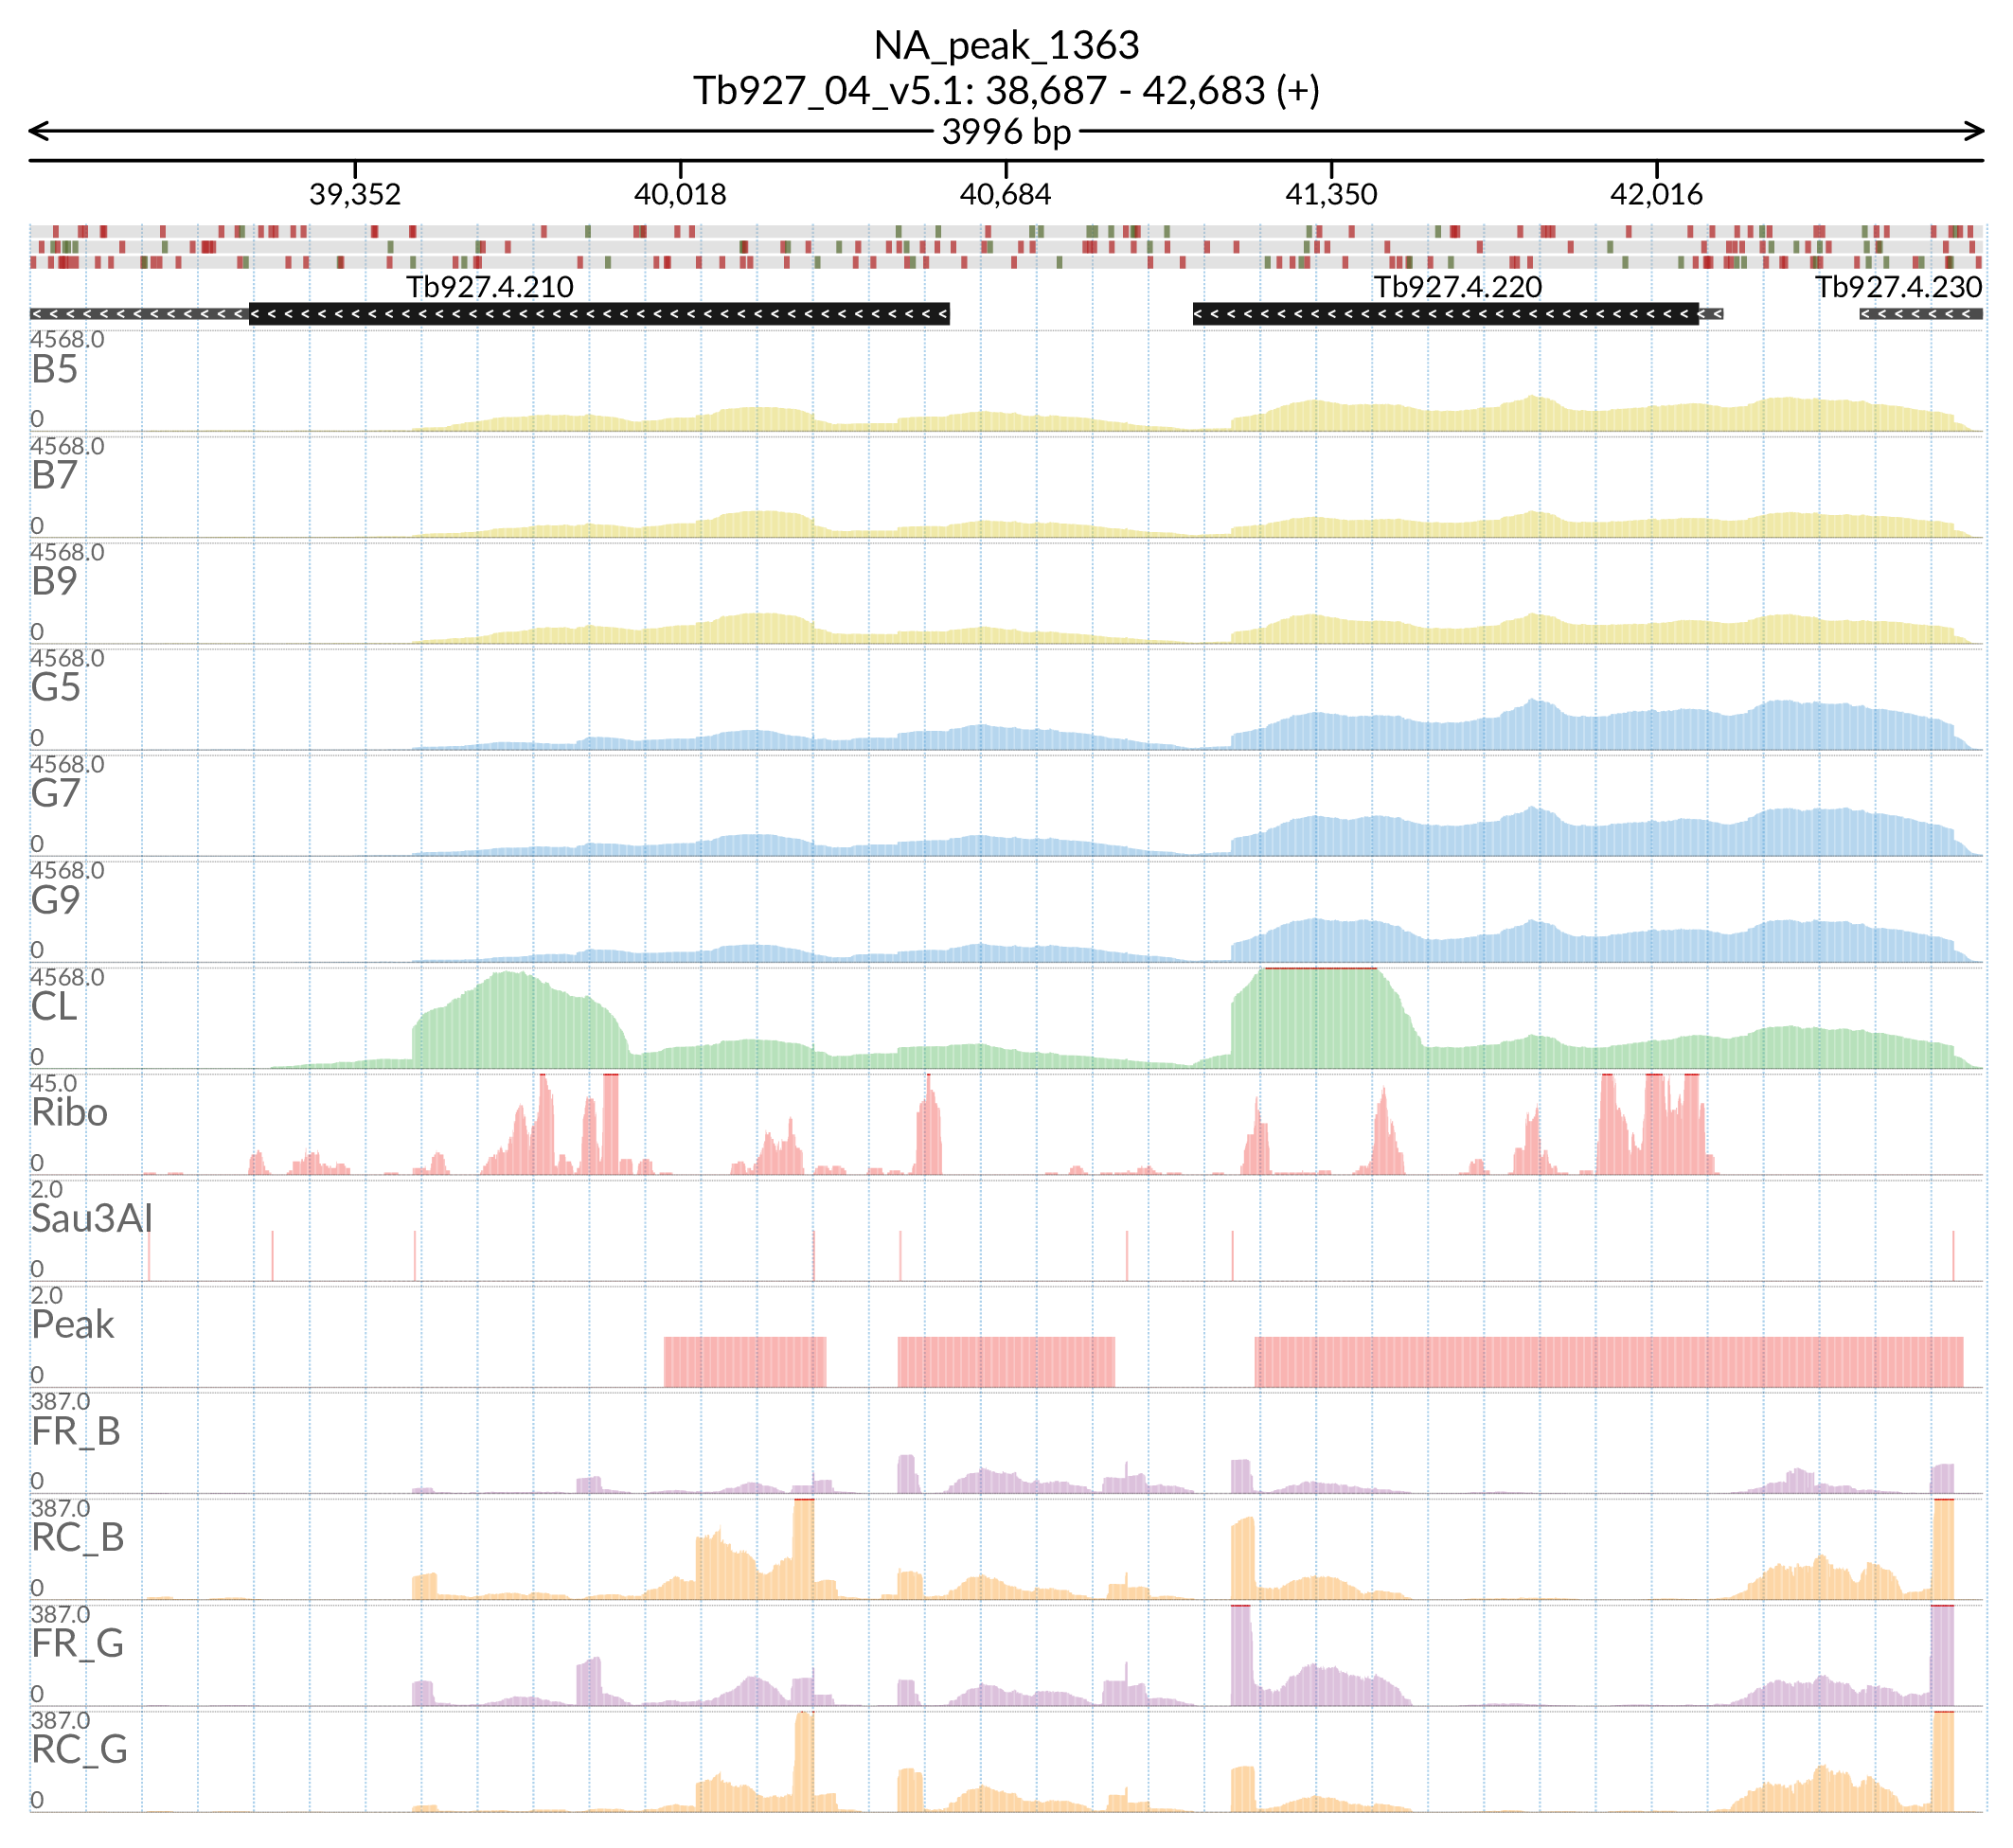 NA_peak_1363
Tb927_04_v5.1: 38,687 - 42,683 (+)
3996 bp
39,352 40,018 40,684 41,350 42,016
Tb927.4.210 Tb927.4.220 Tb927.4.230
4568.0
B5
0
4568.0
B7
0
4568.0
B9
0
4568.0
G5
0
4568.0
G7
0
4568.0
G9
0
4568.0
CL
0
45.0
Ribo
0
2.0
Sau3AI
0
2.0
Peak
0
387.0
FR_B
0
387.0
RC_B
0
387.0
FR_G
0
387.0
RC_G
0